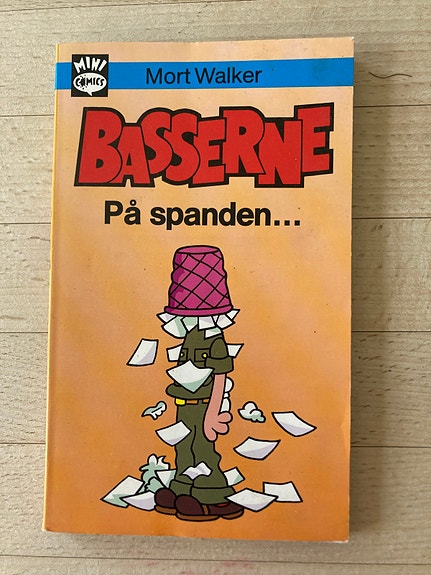 MINI
COMICS
Mort Walker
BASSERNE
På spanden...